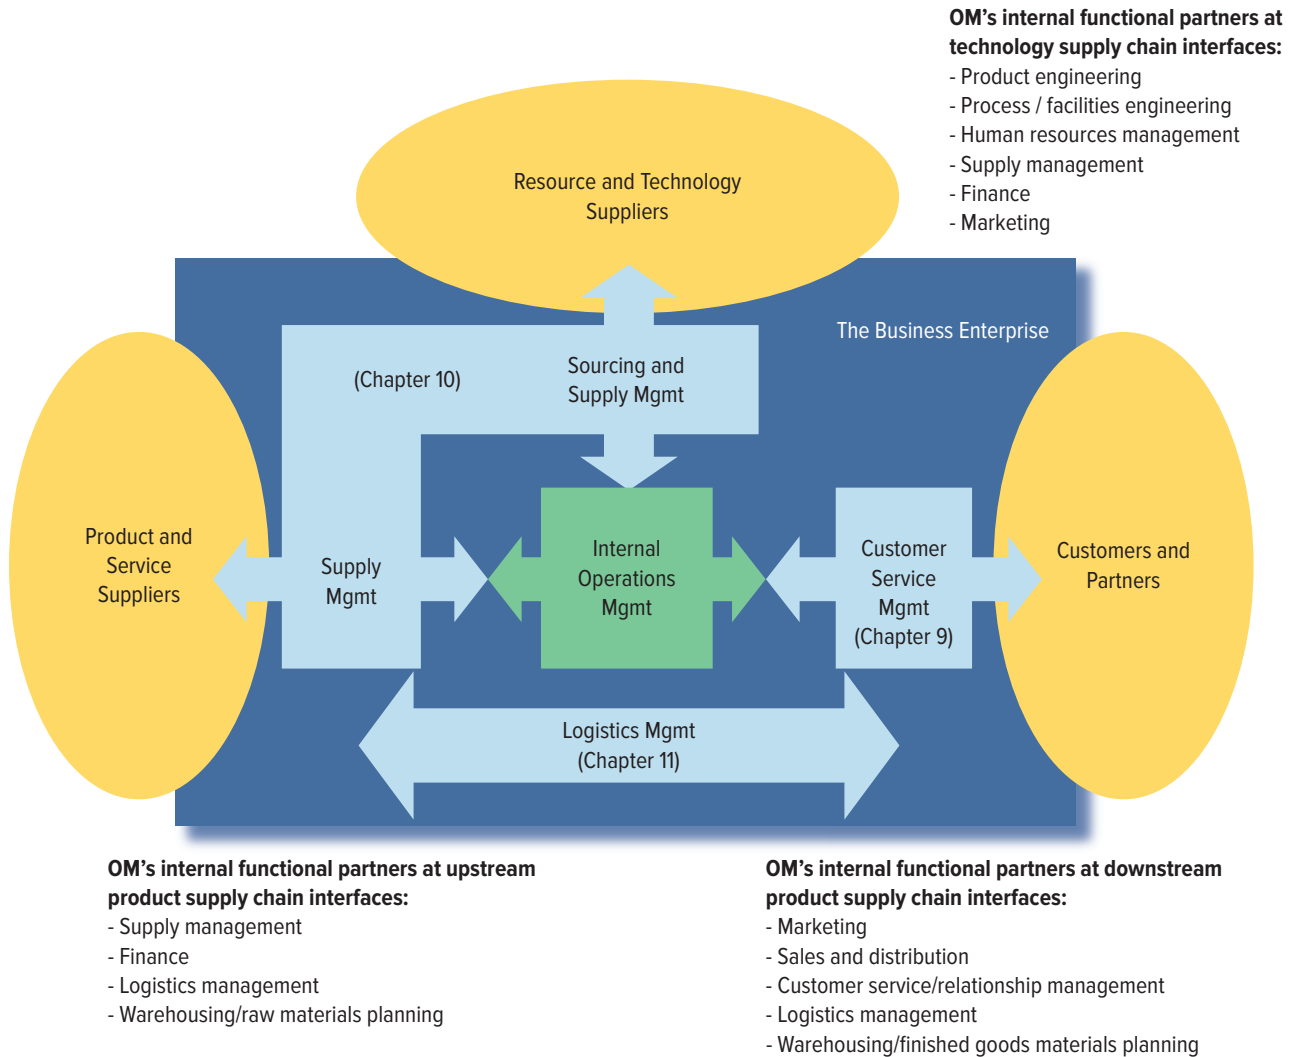 OM’s internal functional partners at
technology supply chain interfaces:
- Product engineering
- Process / facilities engineering
- Human resources management
- Supply management
- Finance
- Marketing
Resource and Technology
Suppliers
The Business Enterprise
(Chapter 10)
Sourcing and
Supply Mgmt
Product and
Service
Suppliers
Supply
Mgmt
Internal
Operations
Mgmt
Customer
Service
Mgmt
(Chapter 9)
Customers and
Partners
Logistics Mgmt
(Chapter 11)
OM’s internal functional partners at upstream
product supply chain interfaces:
- Supply management
- Finance
- Logistics management
- Warehousing/raw materials planning
OM’s internal functional partners at downstream
product supply chain interfaces:
- Marketing
- Sales and distribution
- Customer service/relationship management
- Logistics management
- Warehousing/finished goods materials planning